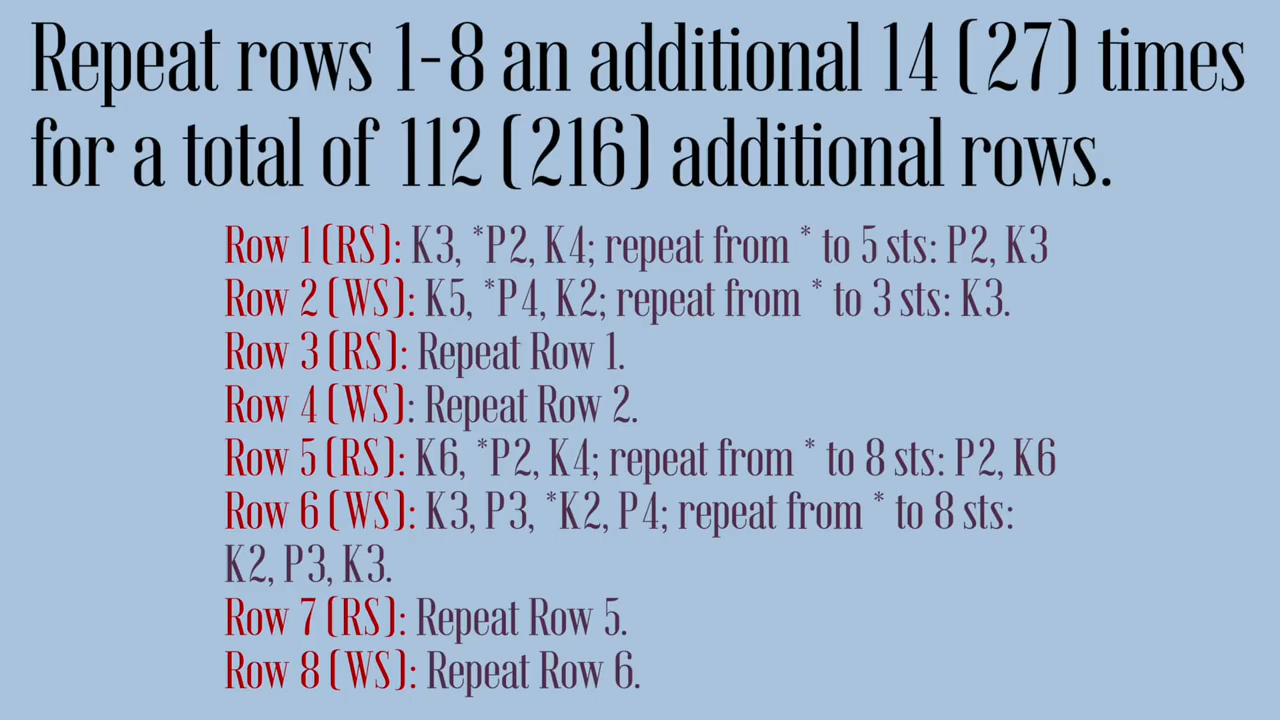 Repeat rows 1-8 an additional 14 (27) times
for a total of 112 (216) additional rows.
Row 1 (RS): K3, *P2, K4; repeat from * to 5 sts: P2, K3
Row 2 (WS): K5, *P4, K2; repeat from * to 3 sts: K3.
Row 3 (RS): Repeat Row 1.
Row 4 (WS): Repeat Row 2.
Row 5 (RS): K6, *P2, K4; repeat from * to 8 sts: P2, K6
Row 6 (WS): K3, P3, *K2, P4; repeat from * to 8 sts:
K2, P3, K3.
Row 7 (RS): Repeat Row 5.
Row 8 (WS): Repeat Row 6.